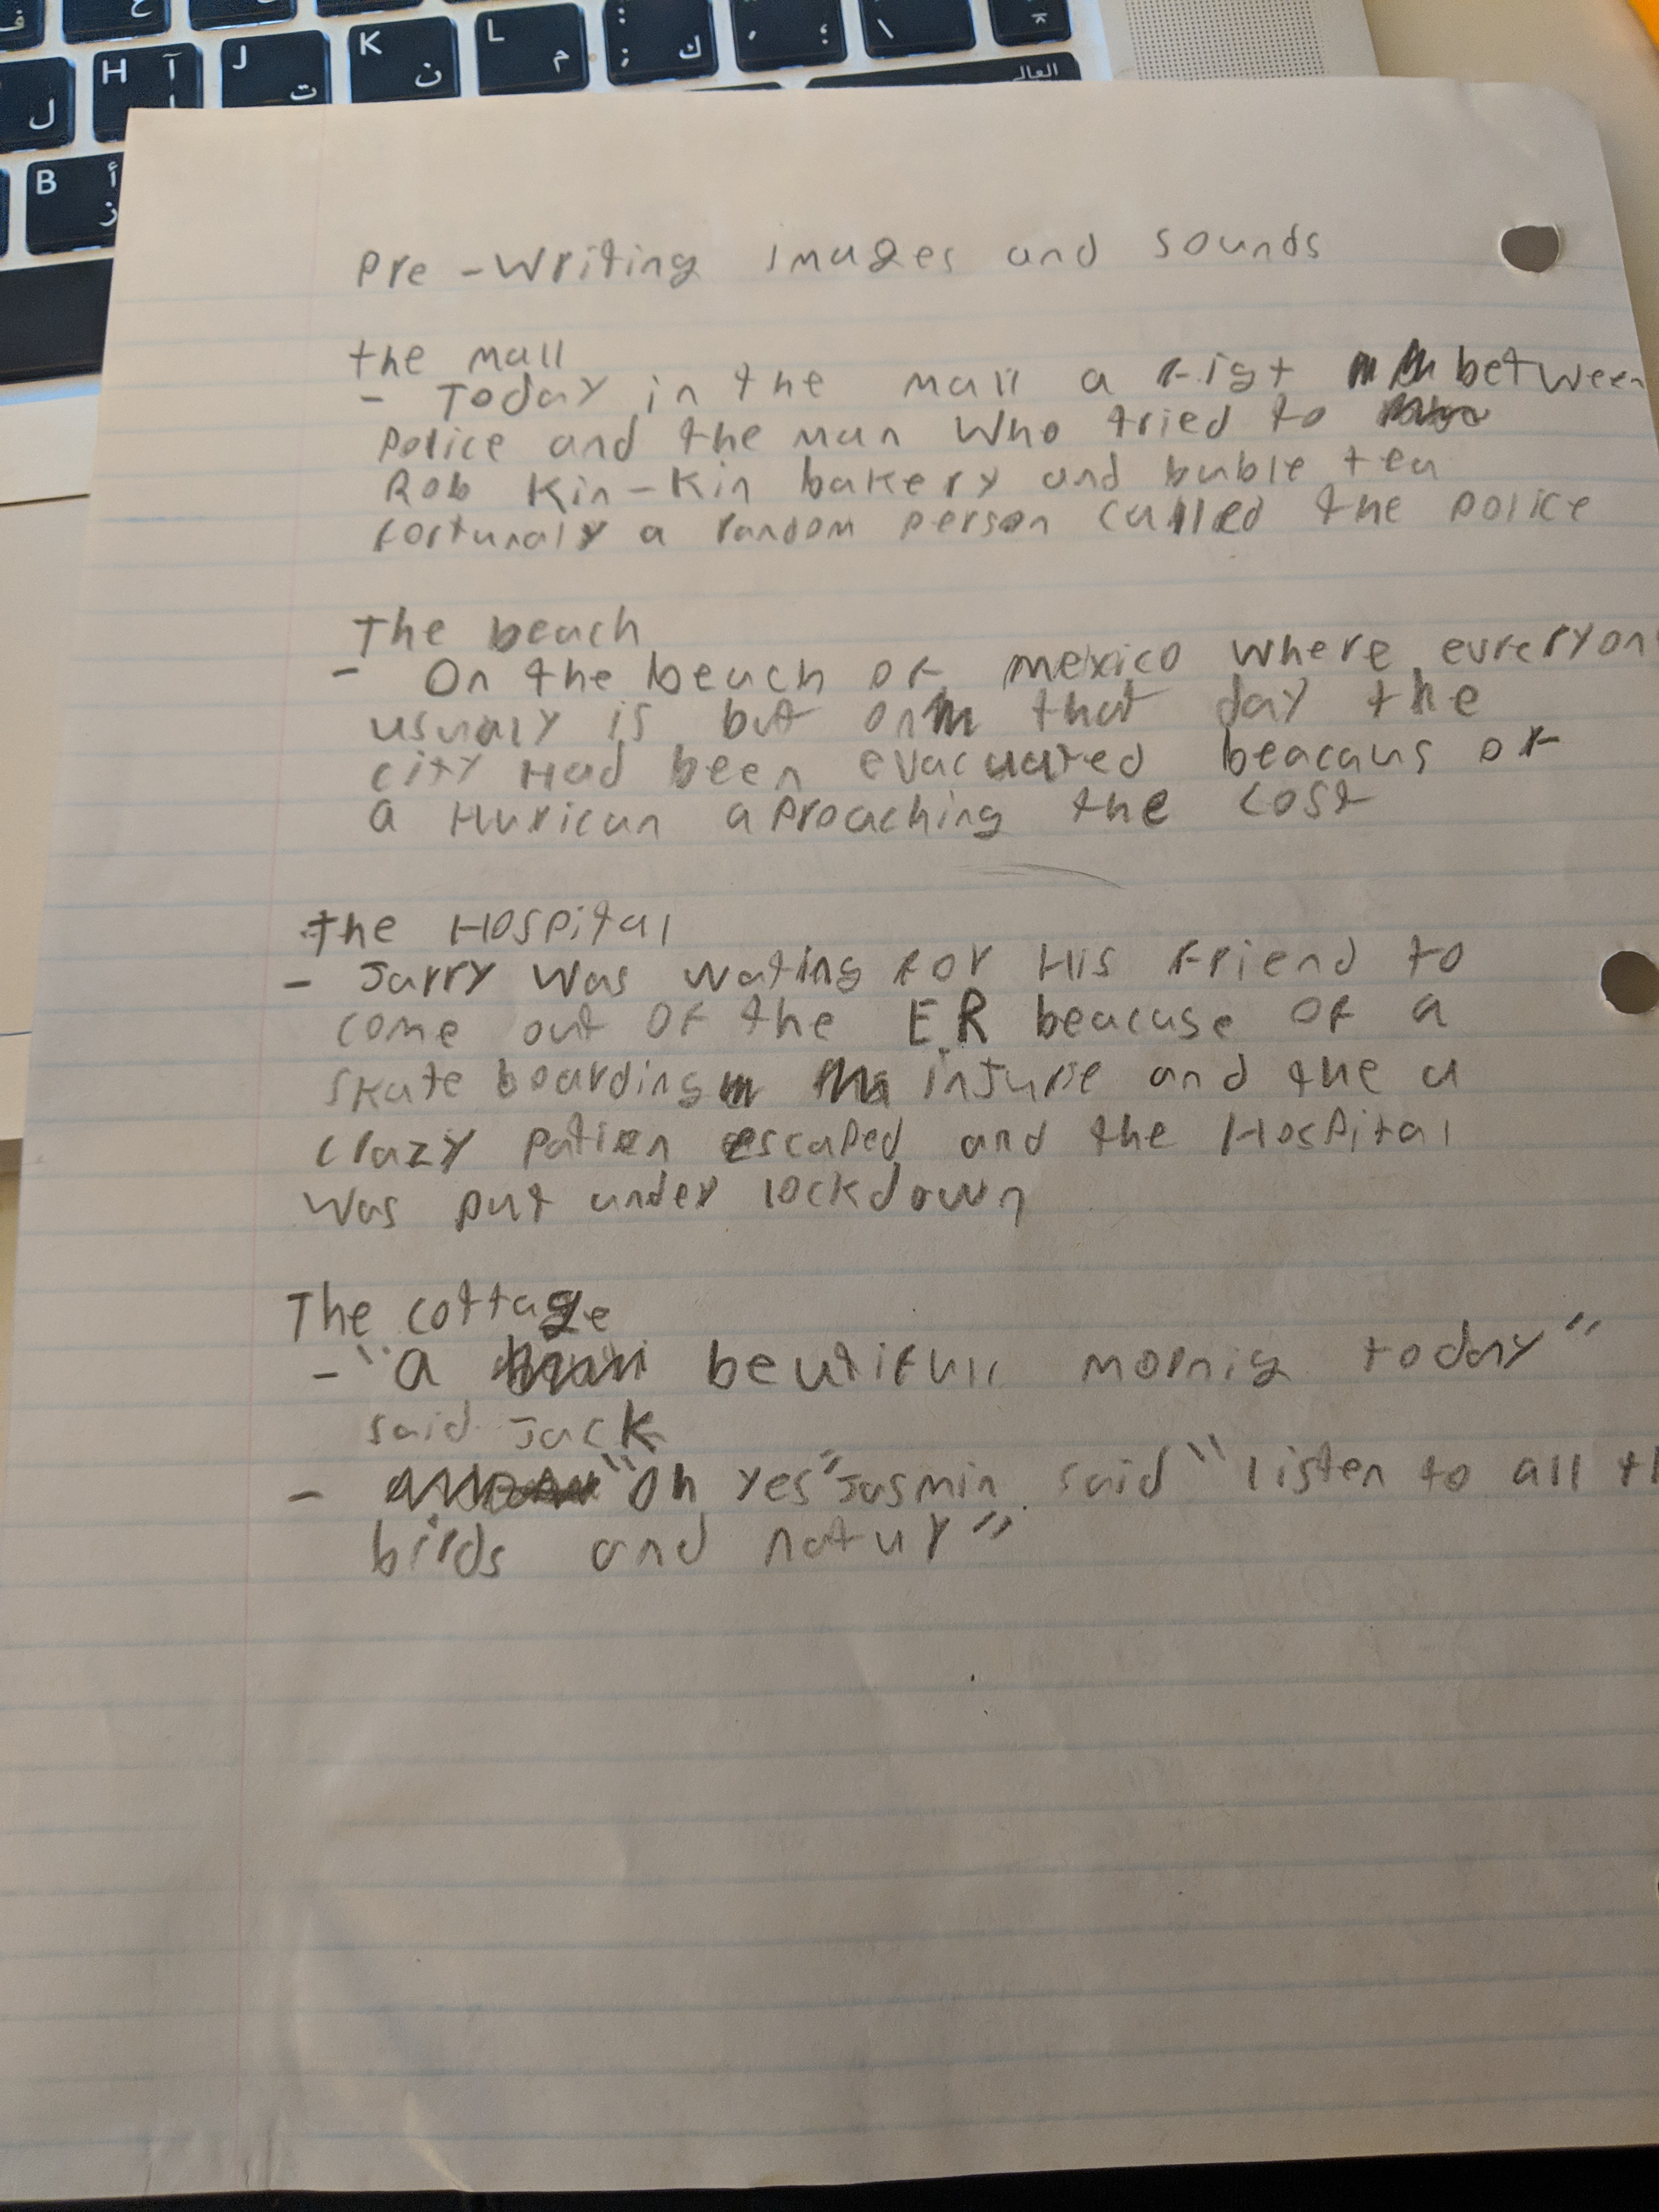 H آ ا
J ت
K ن
L م
: ; ك
، ؛
\
العالي
ل
B أ ز
Pre-Writing Images and sounds
the mall
- Today in the mall a figt between
police and the man who tried to
Rob Kin-Kin bakery and buble tea
fortunaly a random person called the police
The beach
- On the beach of mexico where evreryon
usualy is but on that day the
city Had been evacuated beacaus of
a Hurican aproaching the cost
the Hospital
- Jarry was wating for His friend to
come out of the ER beacuse of a
skate boarding injurie and the a
crazy patien escaped and the Hospital
was put under lockdown
The cottage
- "a beutifull mornig today"
said Jack
- "Oh yes" Jasmin said "listen to all th
birds and natur"